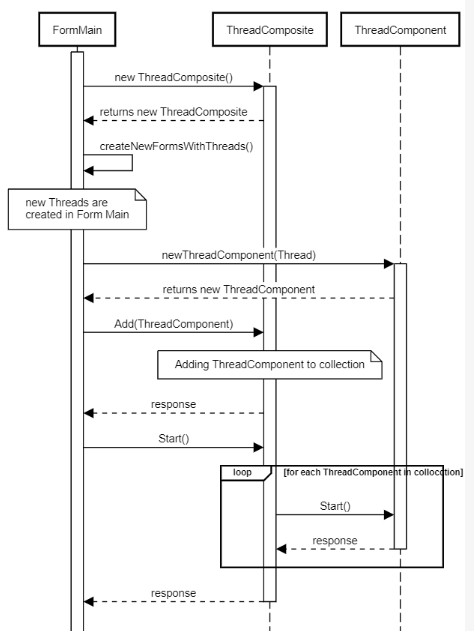 FormMain
ThreadComposite
ThreadComponent
new ThreadComposite()
returns new ThreadComposite
createNewFormsWithThreads()
new Threads are
created in Form Main
newThreadComponent(Thread)
returns new ThreadComponent
Add(ThreadComponent)
Adding ThreadComponent to collection
response
Start()
loop
[for each ThreadComponent in collocotion]
Start()
response
response